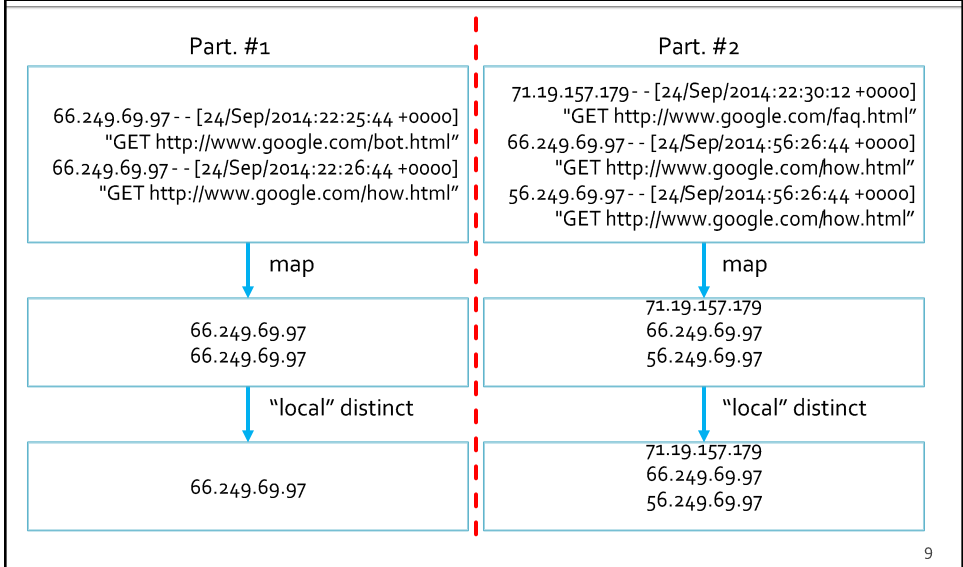 Part. #1
66.249.69.97 - - [24/Sep/2014:22:25:44 +0000]
"GET http://www.google.com/bot.html”
66.249.69.97 - - [24/Sep/2014:22:26:44 +0000]
"GET http://www.google.com/how.html”
map
66.249.69.97
66.249.69.97
“local” distinct
66.249.69.97
Part. #2
71.19.157.179 - - [24/Sep/2014:22:30:12 +0000]
"GET http://www.google.com/faq.html”
66.249.69.97 - - [24/Sep/2014:56:26:44 +0000]
"GET http://www.google.com/how.html”
56.249.69.97 - - [24/Sep/2014:56:26:44 +0000]
"GET http://www.google.com/how.html”
map
71.19.157.179
66.249.69.97
56.249.69.97
“local” distinct
71.19.157.179
66.249.69.97
56.249.69.97
9